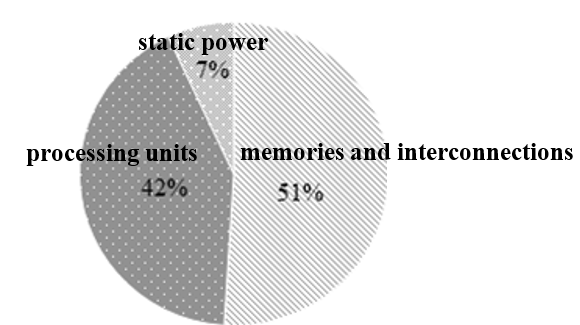 static power
7%
processing units
42%
memories and interconnections
51%